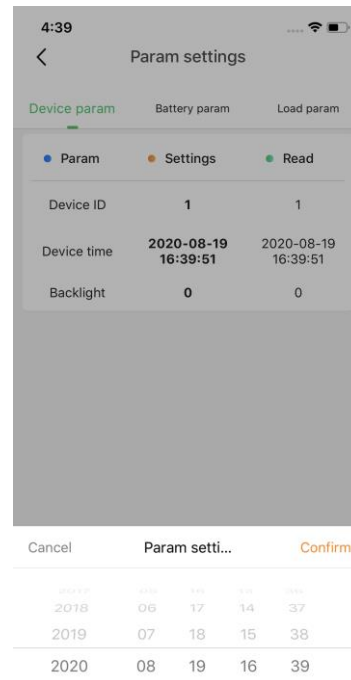 4:39
Param settings
Device param Battery param Load param
Param Settings Read
Device ID 1 1
Device time 2020-08-19 16:39:51 2020-08-19 16:39:51
Backlight 0 0
Cancel Param setti... Confirm
2018 06 17 14 37
2019 07 18 15 38
2020 08 19 16 39